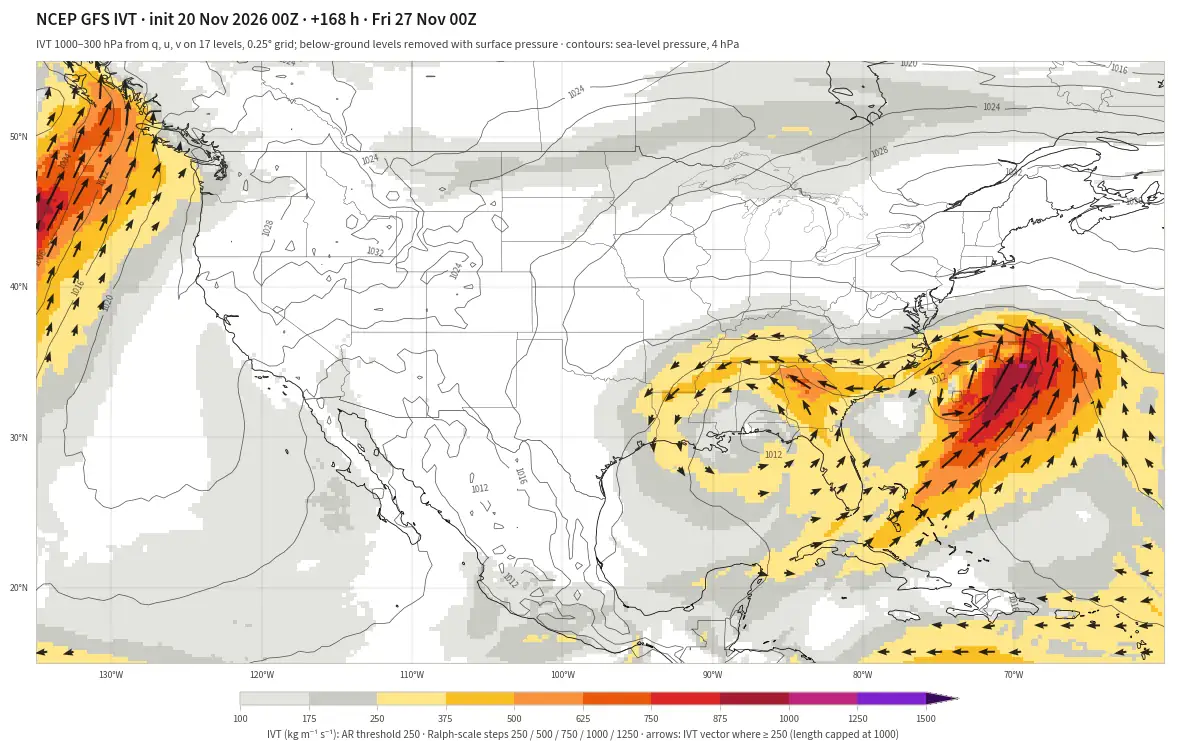 NCEP GFS IVT · init 20 Nov 2026 00Z · +168 h · Fri 27 Nov 00Z
IVT 1000–300 hPa from q, u, v on 17 levels, 0.25° grid; below-ground levels removed with surface pressure · contours: sea-level pressure, 4 hPa
1020
1016
1024
1024
50°N
1028
1024
1032
1028
1032
1024
40°N
1016
1020
30°N
1012
1016
1012
20°N
1012
1016
130°W 120°W 110°W 100°W 90°W 80°W 70°W
100 175 250 375 500 625 750 875 1000 1250 1500
IVT (kg m⁻¹ s⁻¹): AR threshold 250 · Ralph-scale steps 250 / 500 / 750 / 1000 / 1250 · arrows: IVT vector where ≥ 250 (length capped at 1000)